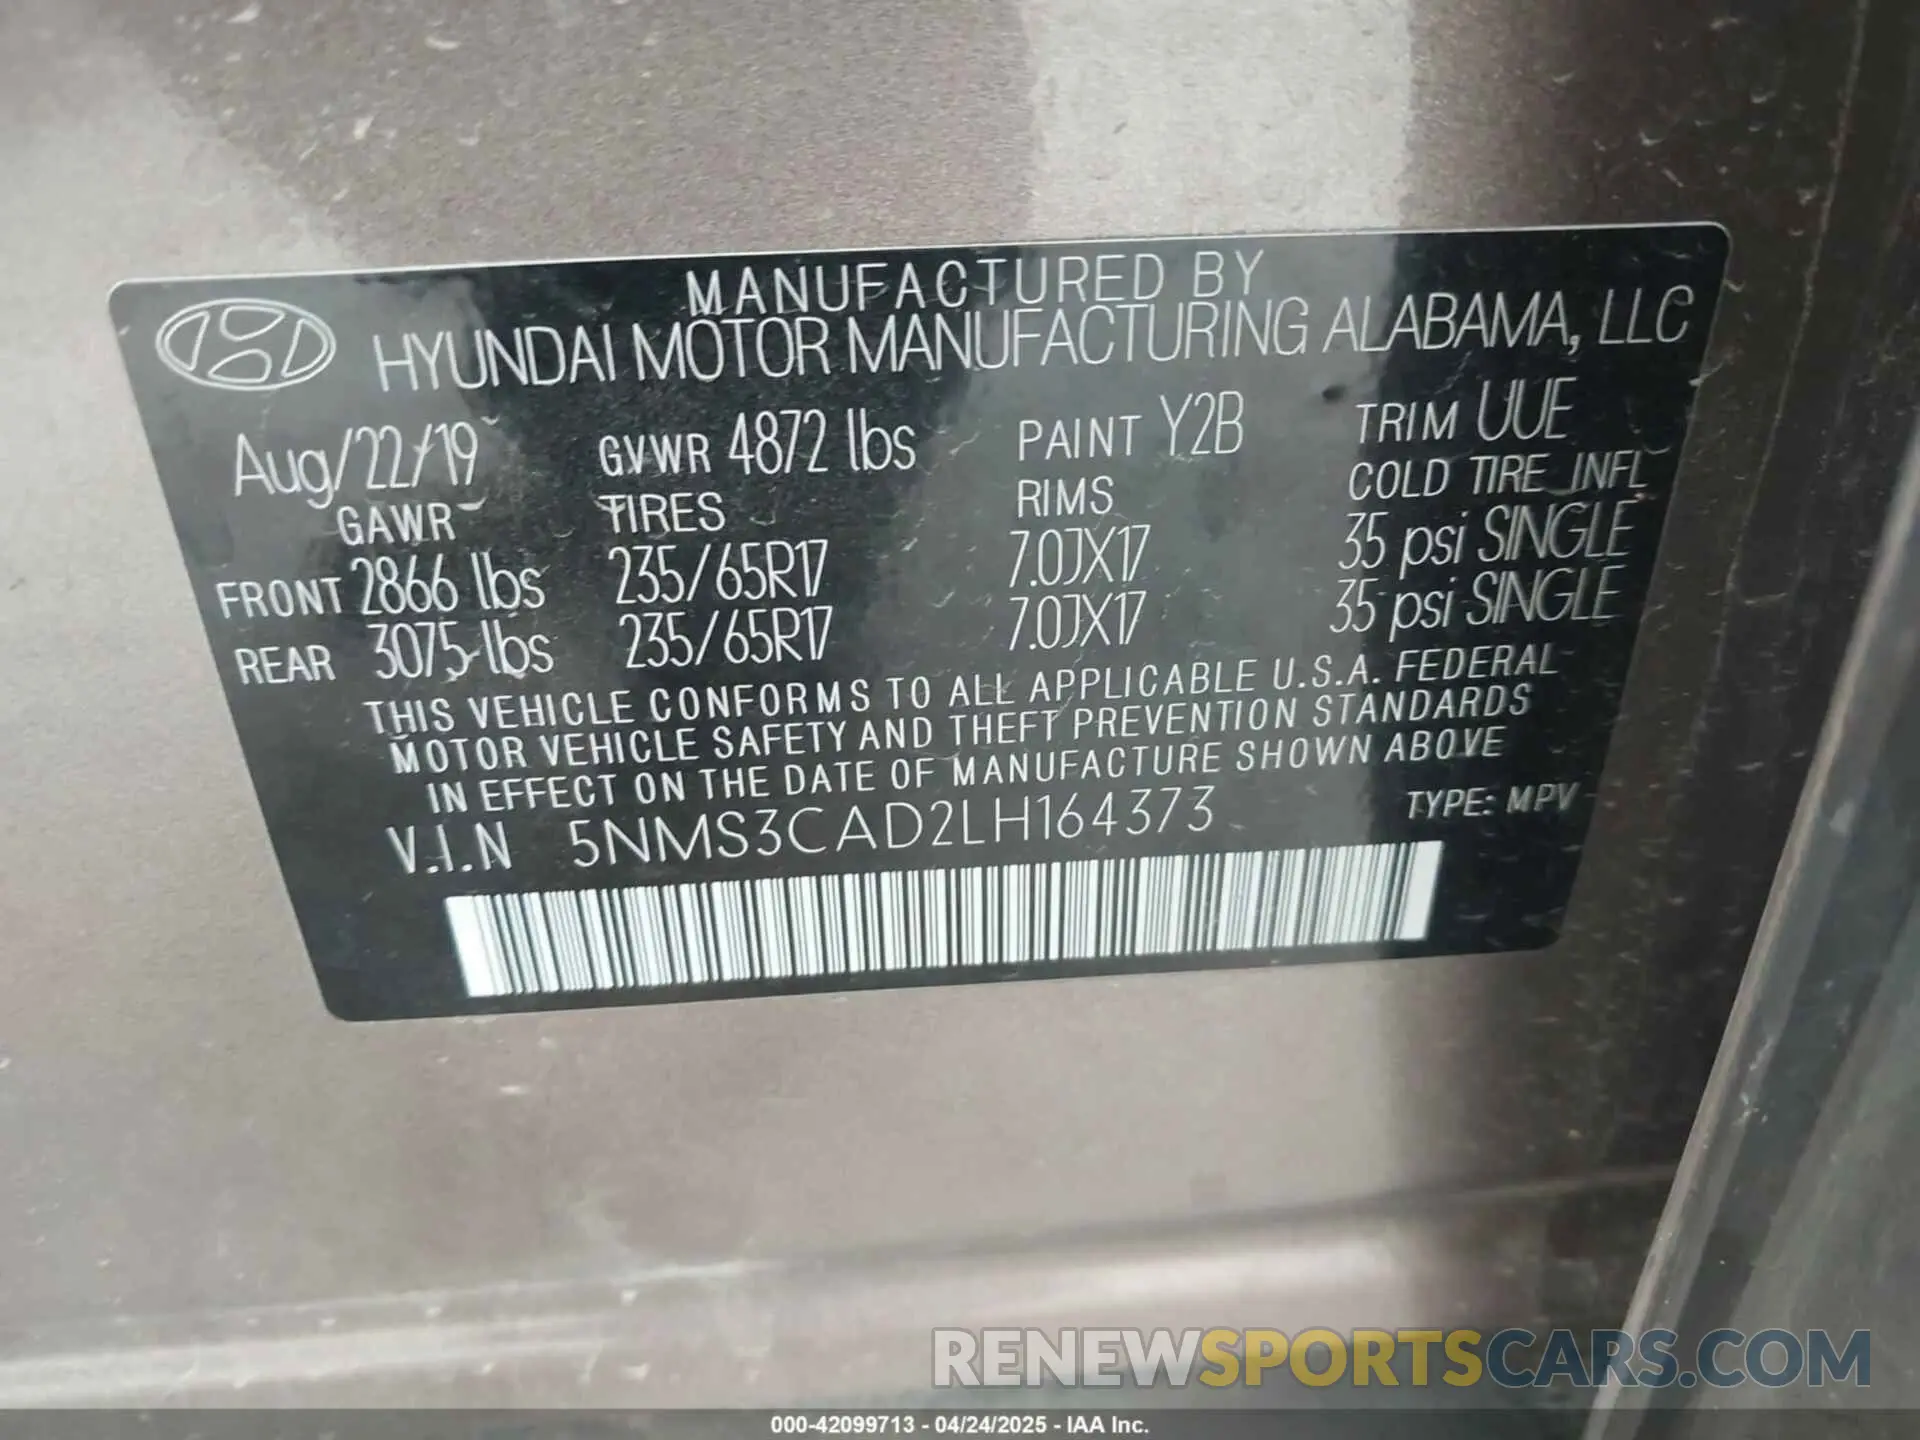 MANUFACTURED BY
HYUNDAI MOTOR MANUFACTURING ALABAMA, LLC
Aug/22/19 GVWR 4872 lbs PAINT Y2B TRIM UUE
GAWR TIRES RIMS COLD TIRE INFL
FRONT 2866 lbs 235/65R17 7.0JX17 35 psi SINGLE
REAR 3075 lbs 235/65R17 7.0JX17 35 psi SINGLE
THIS VEHICLE CONFORMS TO ALL APPLICABLE U.S.A. FEDERAL
MOTOR VEHICLE SAFETY AND THEFT PREVENTION STANDARDS
IN EFFECT ON THE DATE OF MANUFACTURE SHOWN ABOVE
V.I.N 5NMS3CAD2LH164373 TYPE: MPV
RENEWSPORTSCARS.COM
000-42099713 - 04/24/2025 - IAA Inc.